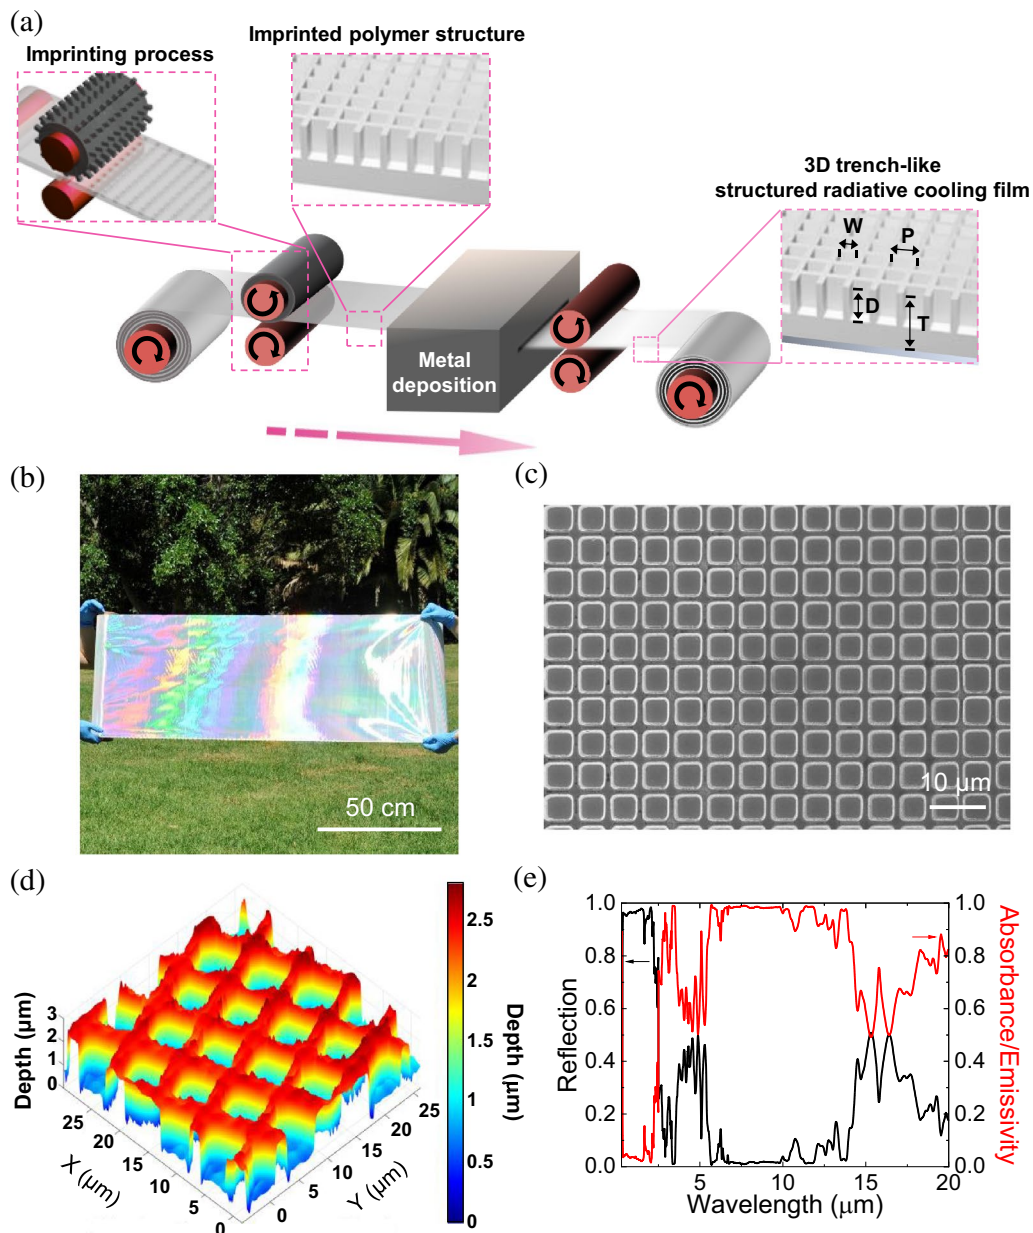 (a)
Imprinting process
Imprinted polymer structure
3D trench-like
structured radiative cooling film
W
P
D
T
Metal
deposition
(b)
50 cm
(c)
10 μm
(d)
Depth (μm)
3
2
1
0
25
20
15
10
5
0
X (μm)
0
5
10
15
20
25
Y (μm)
2.5
2
1.5
1
0.5
0
Depth (μm)
(e)
Reflection
1.0
0.8
0.6
0.4
0.2
0.0
5
10
15
20
Wavelength (μm)
1.0
0.8
0.6
0.4
0.2
0.0
Absorbance/Emissivity